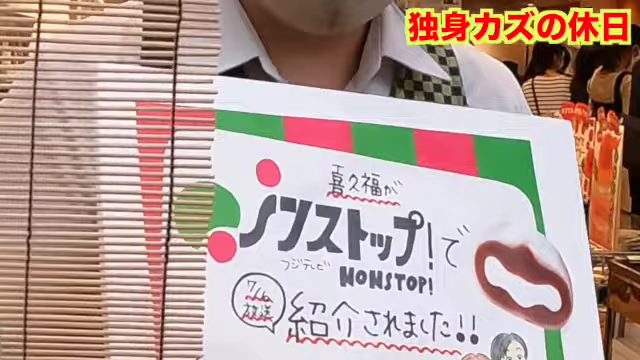 独身カズの休日
喜久福が
ノンストップ!で
フジテレビ
NONSTOP!
7/6
放送
紹介されました!!